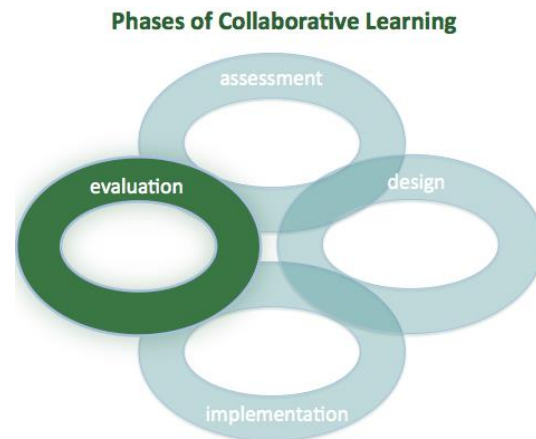 Phases of Collaborative Learning
assessment
evaluation
design
implementation